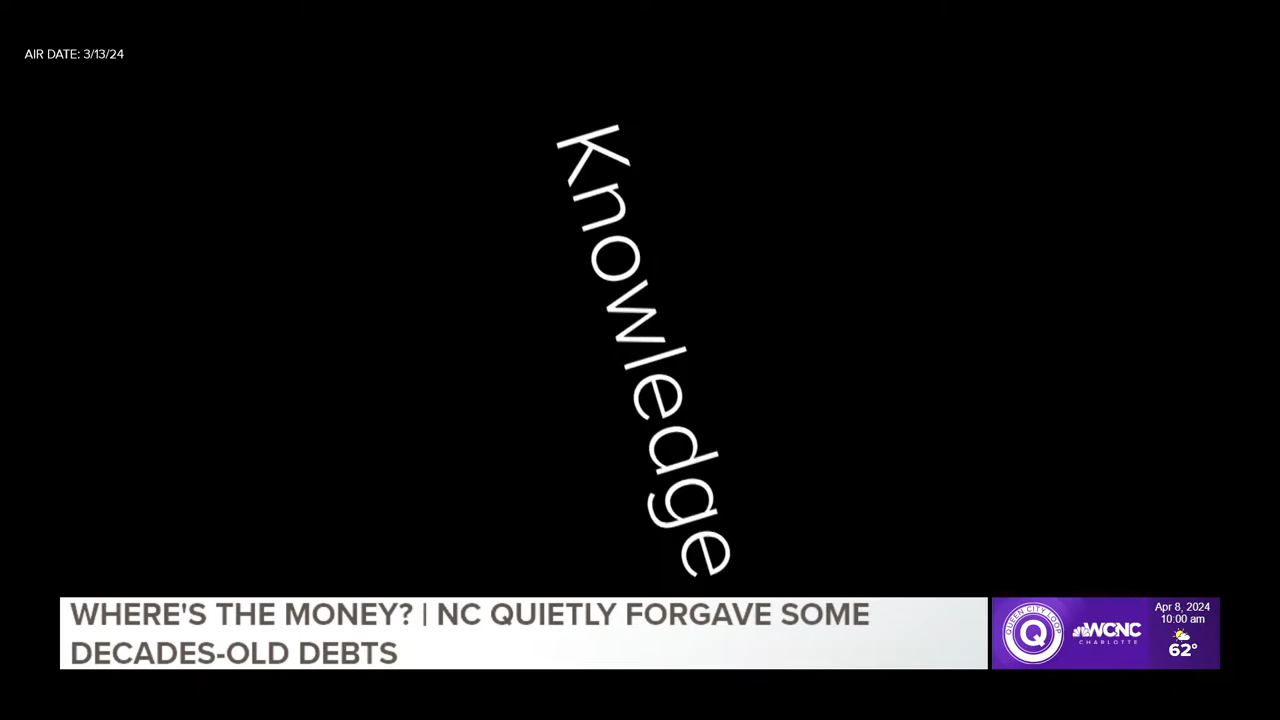 AIR DATE: 3/13/24
Knowledge
WHERE'S THE MONEY? | NC QUIETLY FORGAVE SOME
DECADES-OLD DEBTS
QUEEN CITY LOOP
Q
WCNC
CHARLOTTE
Apr 8, 2024
10:00 am
62°